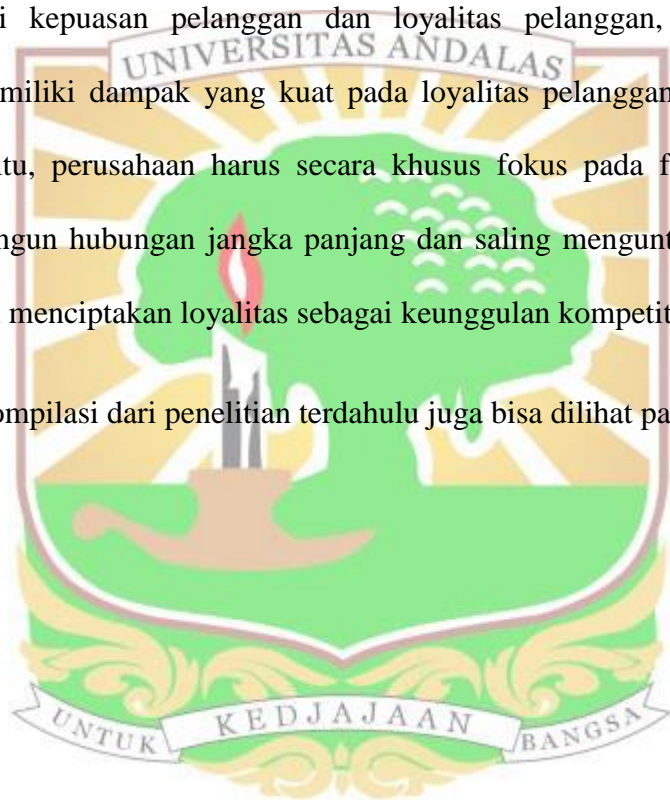 i kepuasan pelanggan dan loyalitas pelanggan,
UNIVERSITAS ANDALAS
miliki dampak yang kuat pada loyalitas pelanggan
tu, perusahaan harus secara khusus fokus pada f
ngun hubungan jangka panjang dan saling mengunt
menciptakan loyalitas sebagai keunggulan kompetit
ompilasi dari penelitian terdahulu juga bisa dilihat pa
UNTUK KEDJAJAAN BANGSA